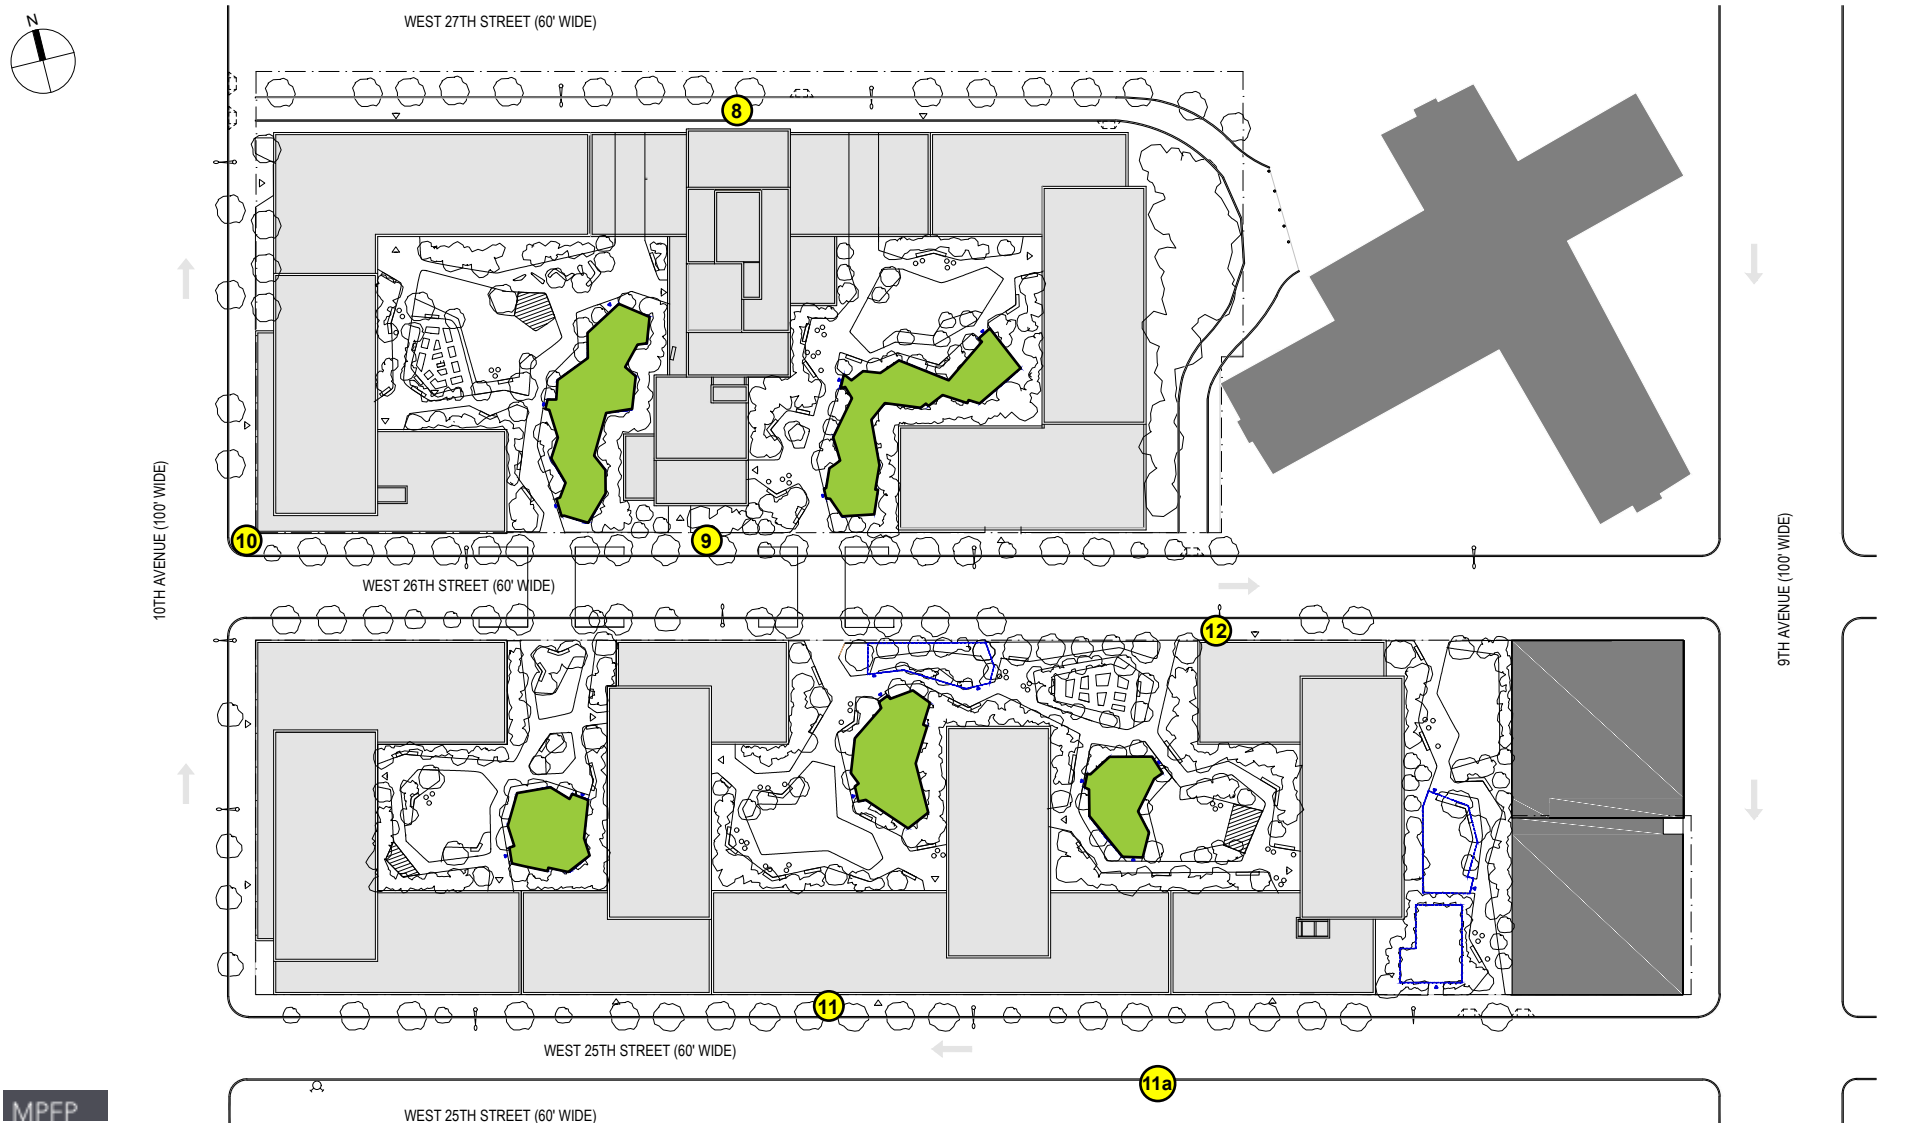 WEST 27TH STREET (60' WIDE)
N
8
10TH AVENUE (100' WIDE)
10
9
9TH AVENUE (100' WIDE)
WEST 26TH STREET (60' WIDE)
12
11
WEST 25TH STREET (60' WIDE)
11a
MPFP
WEST 25TH STREET (60' WIDE)